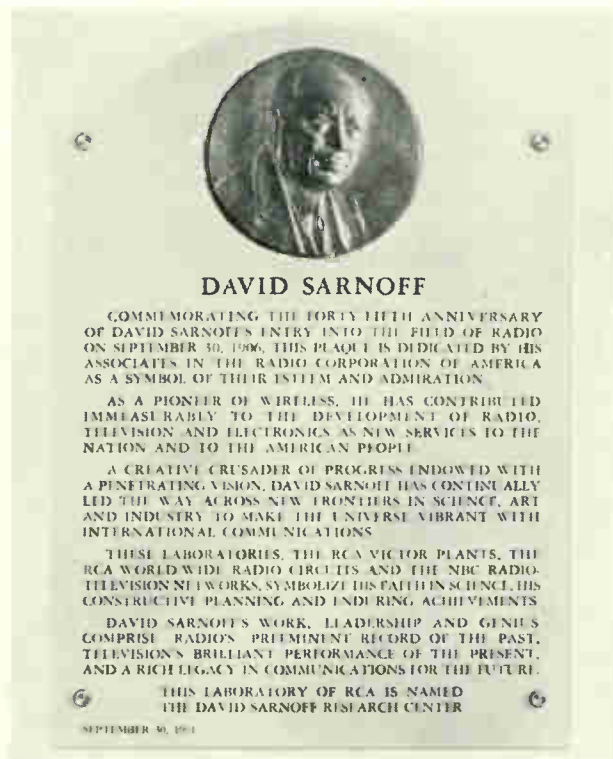 DAVID SARNOFF
COMMEMORATING THE FORTY FIFTH ANNIVERSARY
OF DAVID SARNOFF'S ENTRY INTO THE FIELD OF RADIO
ON SEPTEMBER 30, 1906, THIS PLAQUE IS DEDICATED BY HIS
ASSOCIATES IN THE RADIO CORPORATION OF AMERICA
AS A SYMBOL OF THEIR ESTEEM AND ADMIRATION
AS A PIONEER OF WIRELESS, HE HAS CONTRIBUTED
IMMEASURABLY TO THE DEVELOPMENT OF RADIO,
TELEVISION AND ELECTRONICS AS NEW SERVICES TO THE
NATION AND TO THE AMERICAN PEOPLE
A CREATIVE CRUSADER OF PROGRESS ENDOWED WITH
A PENETRATING VISION, DAVID SARNOFF HAS CONTINUALLY
LED THE WAY ACROSS NEW FRONTIERS IN SCIENCE, ART
AND INDUSTRY TO MAKE THE UNIVERSE VIBRANT WITH
INTERNATIONAL COMMUNICATIONS
THESE LABORATORIES, THE RCA VICTOR PLANTS, THE
RCA WORLD WIDE RADIO CIRCUITS AND THE NBC RADIO-
TELEVISION NETWORKS, SYMBOLIZE HIS FAITH IN SCIENCE, HIS
CONSTRUCTIVE PLANNING AND ENDURING ACHIEVEMENTS
DAVID SARNOFF'S WORK, LEADERSHIP AND GENIUS
COMPRISE RADIO'S PREEMINENT RECORD OF THE PAST,
TELEVISION'S BRILLIANT PERFORMANCE OF THE PRESENT,
AND A RICH LEGACY IN COMMUNICATIONS FOR THE FUTURE.
THIS LABORATORY OF RCA IS NAMED
THE DAVID SARNOFF RESEARCH CENTER
SEPTEMBER 30, 1951